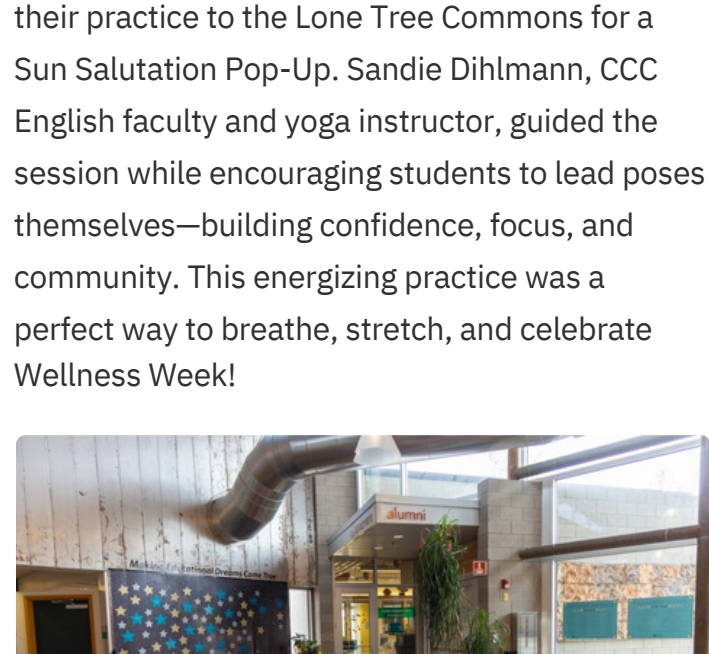 their practice to the Lone Tree Commons for a
Sun Salutation Pop-Up. Sandie Dihlmann, CCC
English faculty and yoga instructor, guided the
session while encouraging students to lead poses
themselves—building confidence, focus, and
community. This energizing practice was a
perfect way to breathe, stretch, and celebrate
Wellness Week!
alumni
Making Educational Dreams Come True